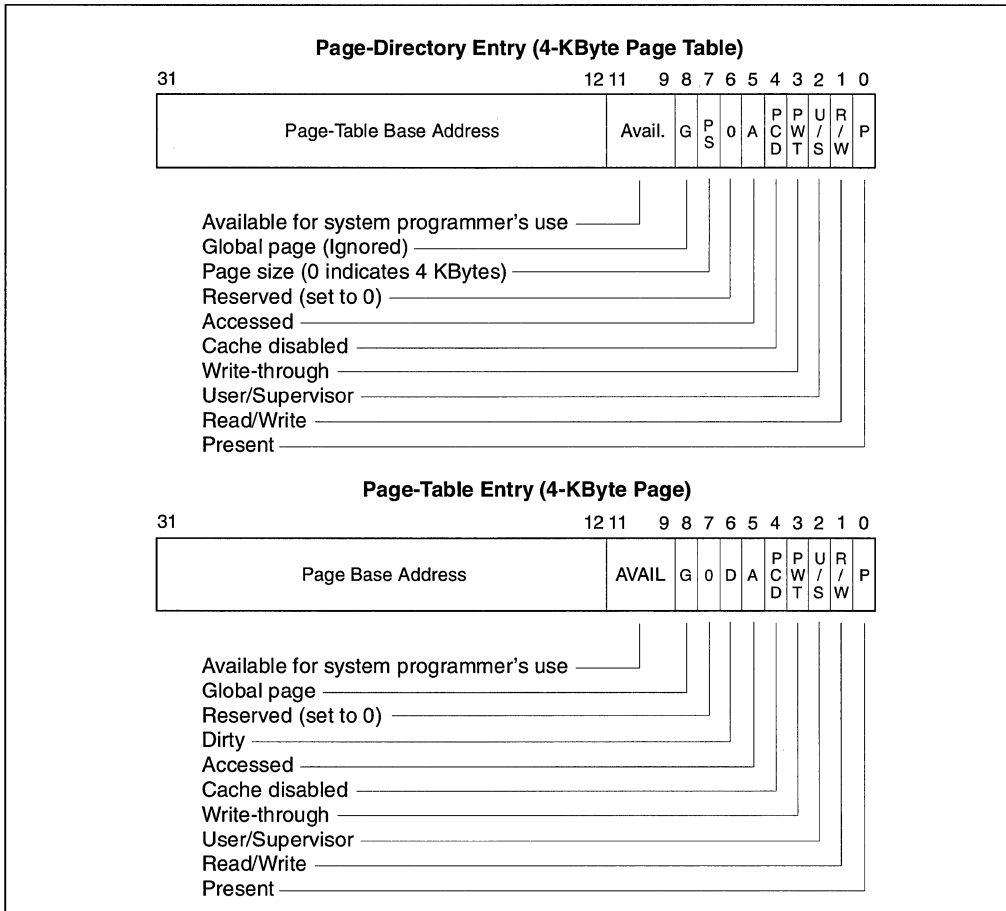 Page-Directory Entry (4-KByte Page Table)
31 12 11 9 8 7 6 5 4 3 2 1 0
Page-Table Base Address Avail. G PS 0 A PCD PWT U/S R/W P
Available for system programmer's use
Global page (Ignored)
Page size (0 indicates 4 KBytes)
Reserved (set to 0)
Accessed
Cache disabled
Write-through
User/Supervisor
Read/Write
Present
Page-Table Entry (4-KByte Page)
31 12 11 9 8 7 6 5 4 3 2 1 0
Page Base Address AVAIL G 0 D A PCD PWT U/S R/W P
Available for system programmer's use
Global page
Reserved (set to 0)
Dirty
Accessed
Cache disabled
Write-through
User/Supervisor
Read/Write
Present